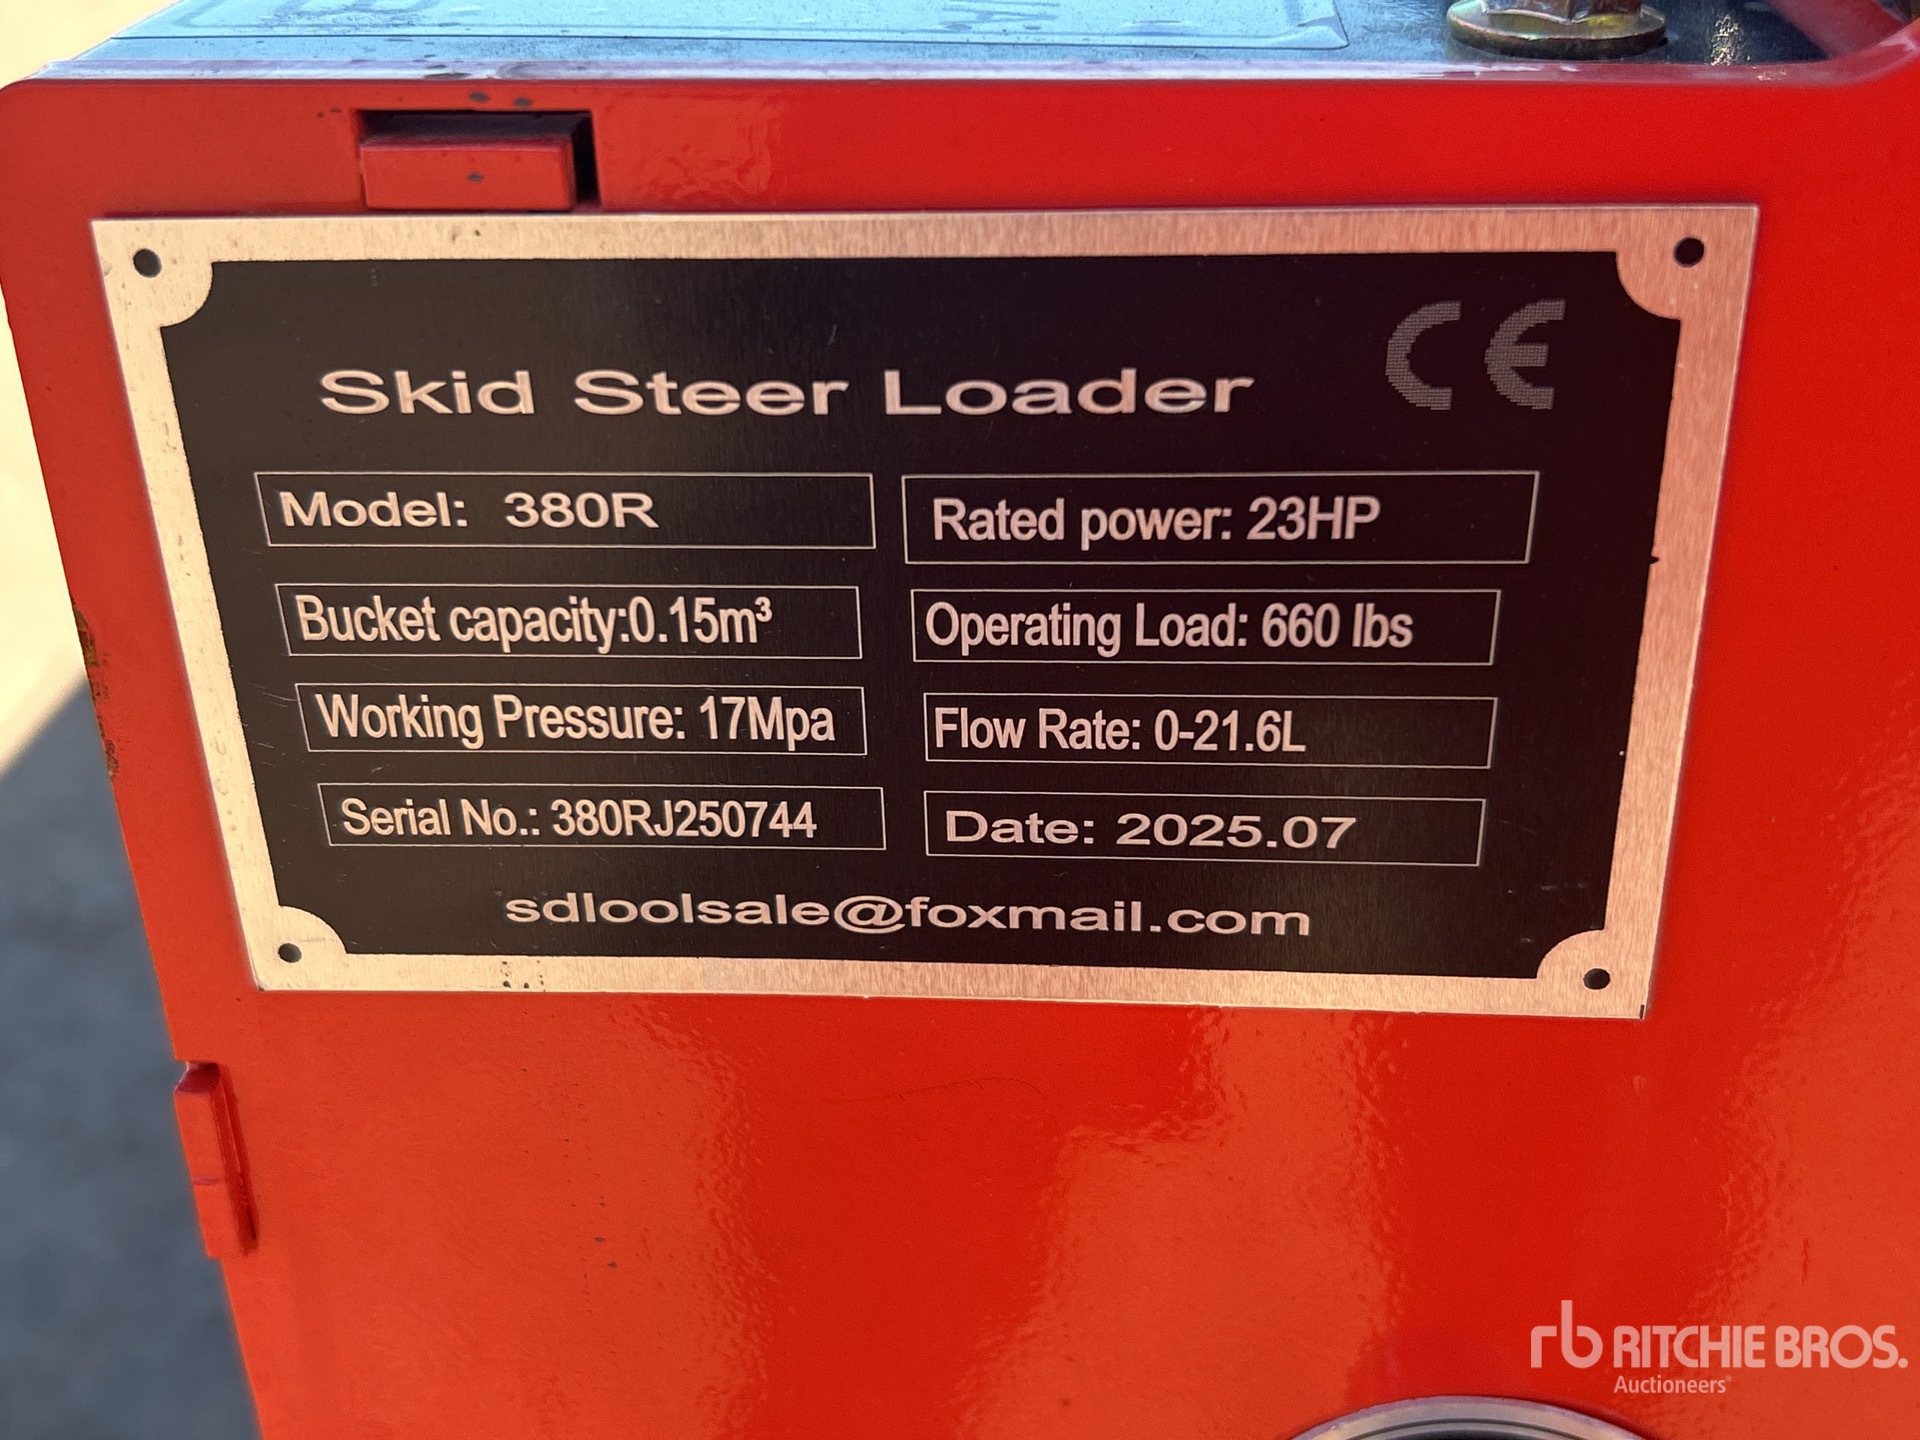 CE
Skid Steer Loader
Model: 380R
Rated power: 23HP
Bucket capacity:0.15m³
Operating Load: 660 lbs
Working Pressure: 17Mpa
Flow Rate: 0-21.6L
Serial No.: 380RJ250744
Date: 2025.07
sdloolsale@foxmail.com
rb RITCHIE BROS.
Auctioneers